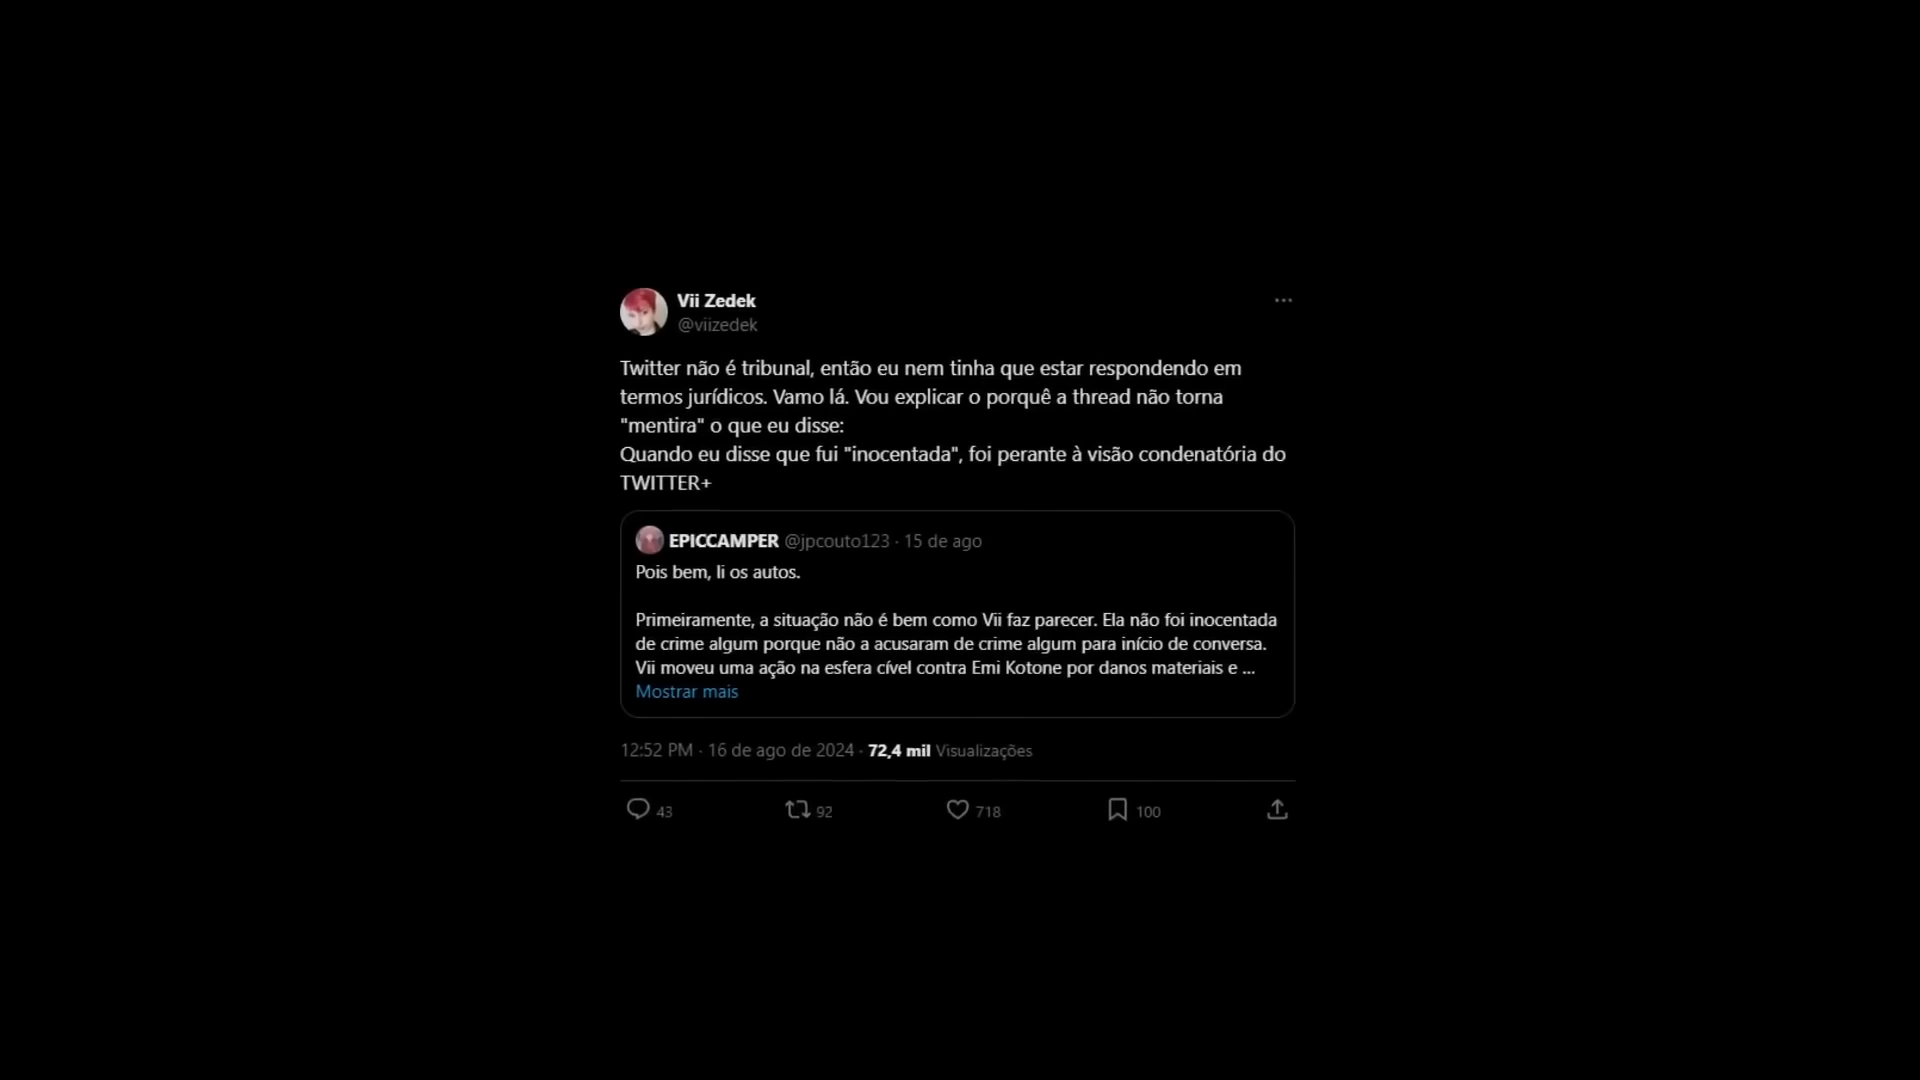 Vii Zedek
@viizedek
Twitter não é tribunal, então eu nem tinha que estar respondendo em
termos jurídicos. Vamo lá. Vou explicar o porquê a thread não torna
"mentira" o que eu disse:
Quando eu disse que fui "inocentada", foi perante à visão condenatória do
TWITTER+
EPICCAMPER @jpcouto123 · 15 de ago
Pois bem, li os autos.
Primeiramente, a situação não é bem como Vii faz parecer. Ela não foi inocentada
de crime algum porque não a acusaram de crime algum para início de conversa.
Vii moveu uma ação na esfera cível contra Emi Kotone por danos materiais e ...
Mostrar mais
12:52 PM · 16 de ago de 2024 · 72,4 mil Visualizações
43 92 718 100